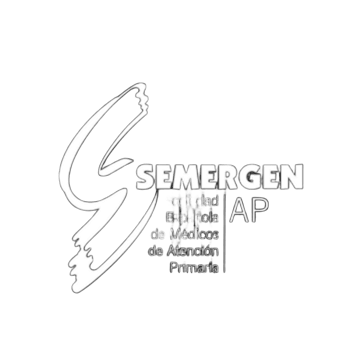 SEMERGEN
AP
de Médicos
de Atención
Primaria